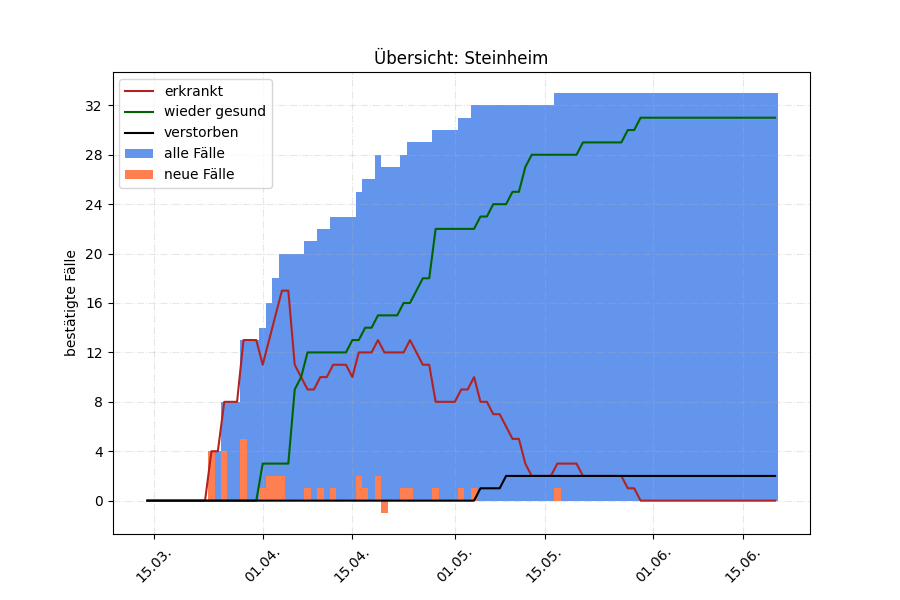 Übersicht: Steinheim
erkrankt
wieder gesund
verstorben
alle Fälle
neue Fälle
bestätigte Fälle
32
28
24
20
16
12
8
4
0
15.03.
01.04.
15.04.
01.05.
15.05.
01.06.
15.06.